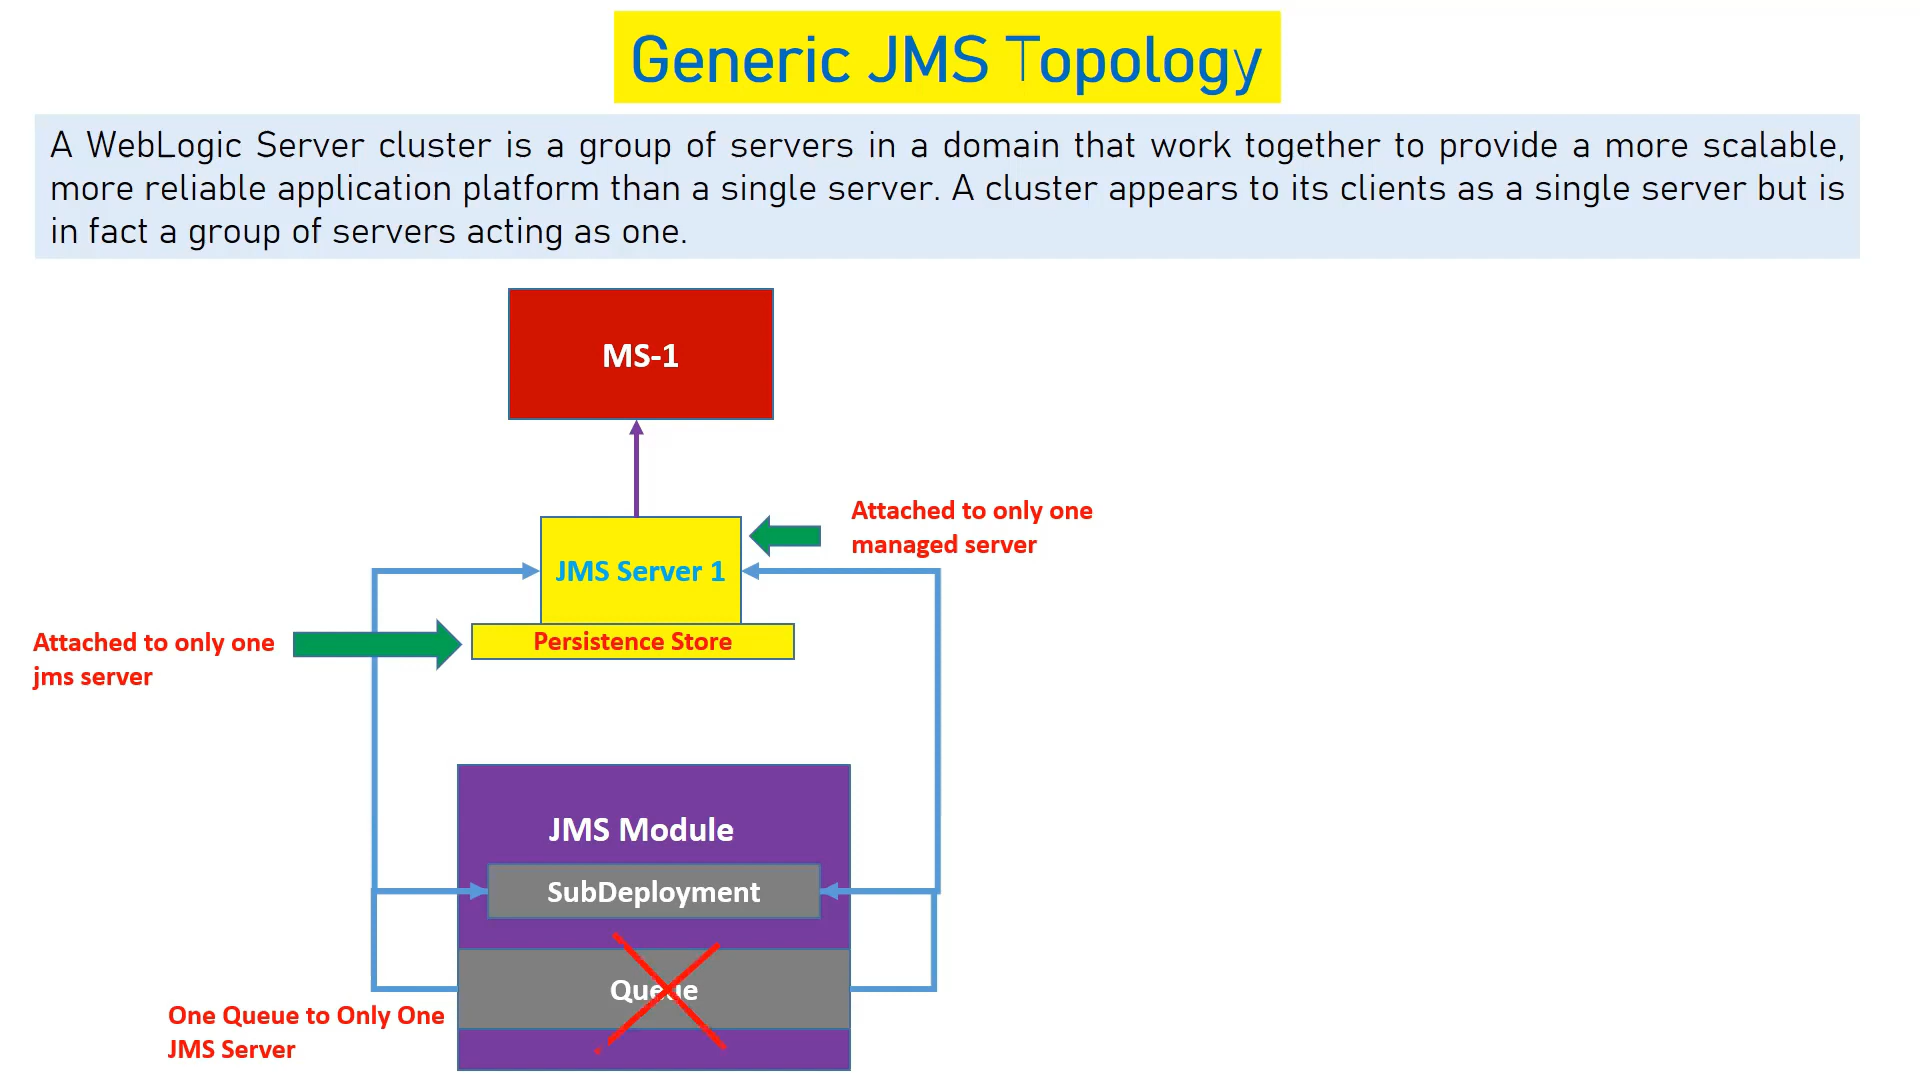 Generic JMS Topology
A WebLogic Server cluster is a group of servers in a domain that work together to provide a more scalable,
more reliable application platform than a single server. A cluster appears to its clients as a single server but is
in fact a group of servers acting as one.
MS-1
Attached to only one
managed server
JMS Server 1
Persistence Store
Attached to only one
jms server
JMS Module
SubDeployment
Queue
One Queue to Only One
JMS Server